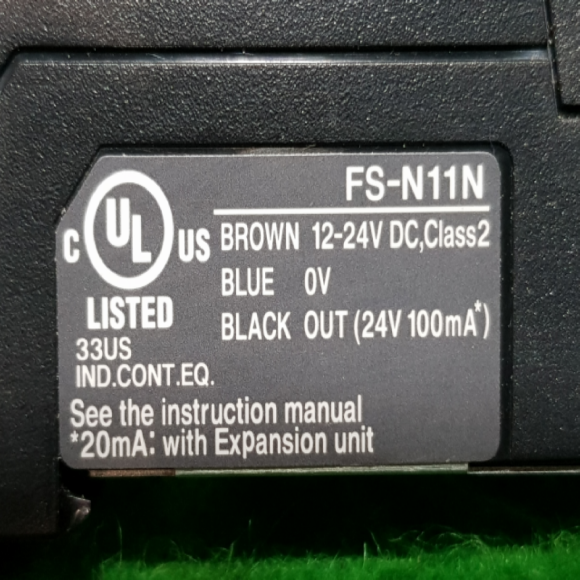 FS-N11N
C UL US
LISTED
33US
IND.CONT.EQ.
BROWN 12-24V DC,Class2
BLUE 0V
BLACK OUT (24V 100mA*)
See the instruction manual
*20mA: with Expansion unit